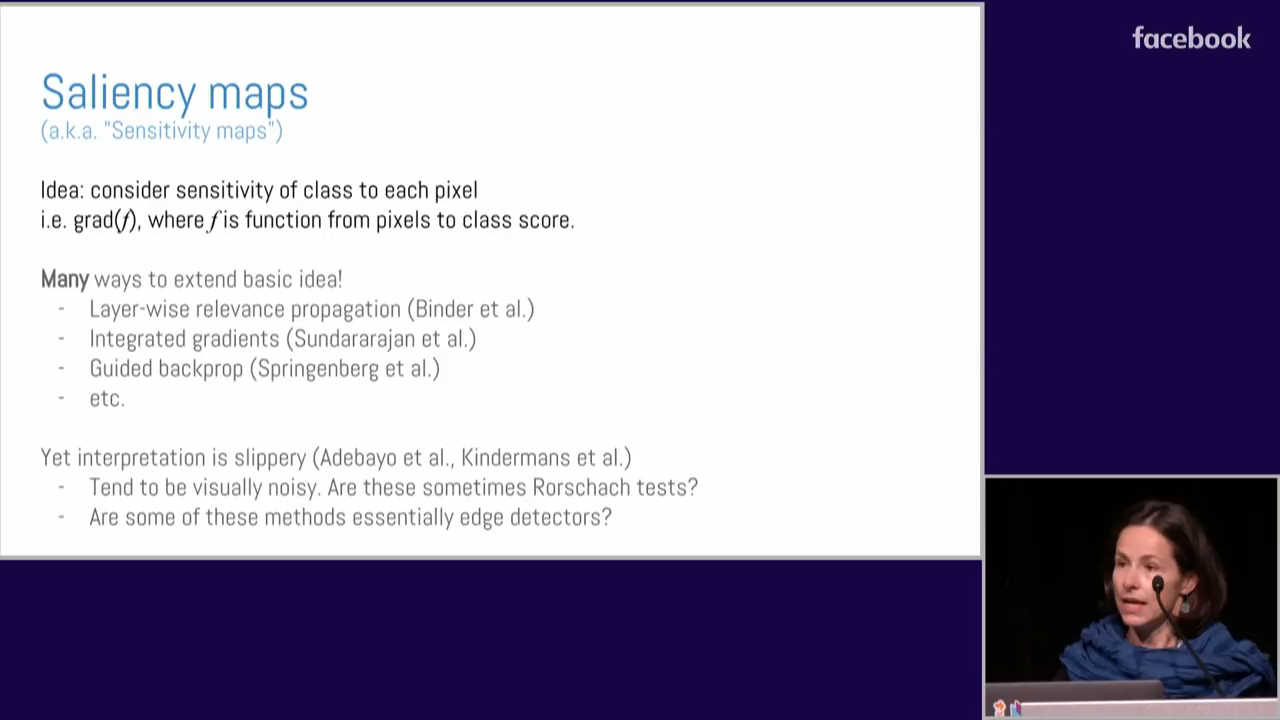 facebook
Saliency maps
(a.k.a. "Sensitivity maps")
Idea: consider sensitivity of class to each pixel
i.e. grad(f), where f is function from pixels to class score.
Many ways to extend basic idea!
- Layer-wise relevance propagation (Binder et al.)
- Integrated gradients (Sundararajan et al.)
- Guided backprop (Springenberg et al.)
- etc.
Yet interpretation is slippery (Adebayo et al., Kindermans et al.)
- Tend to be visually noisy. Are these sometimes Rorschach tests?
- Are some of these methods essentially edge detectors?